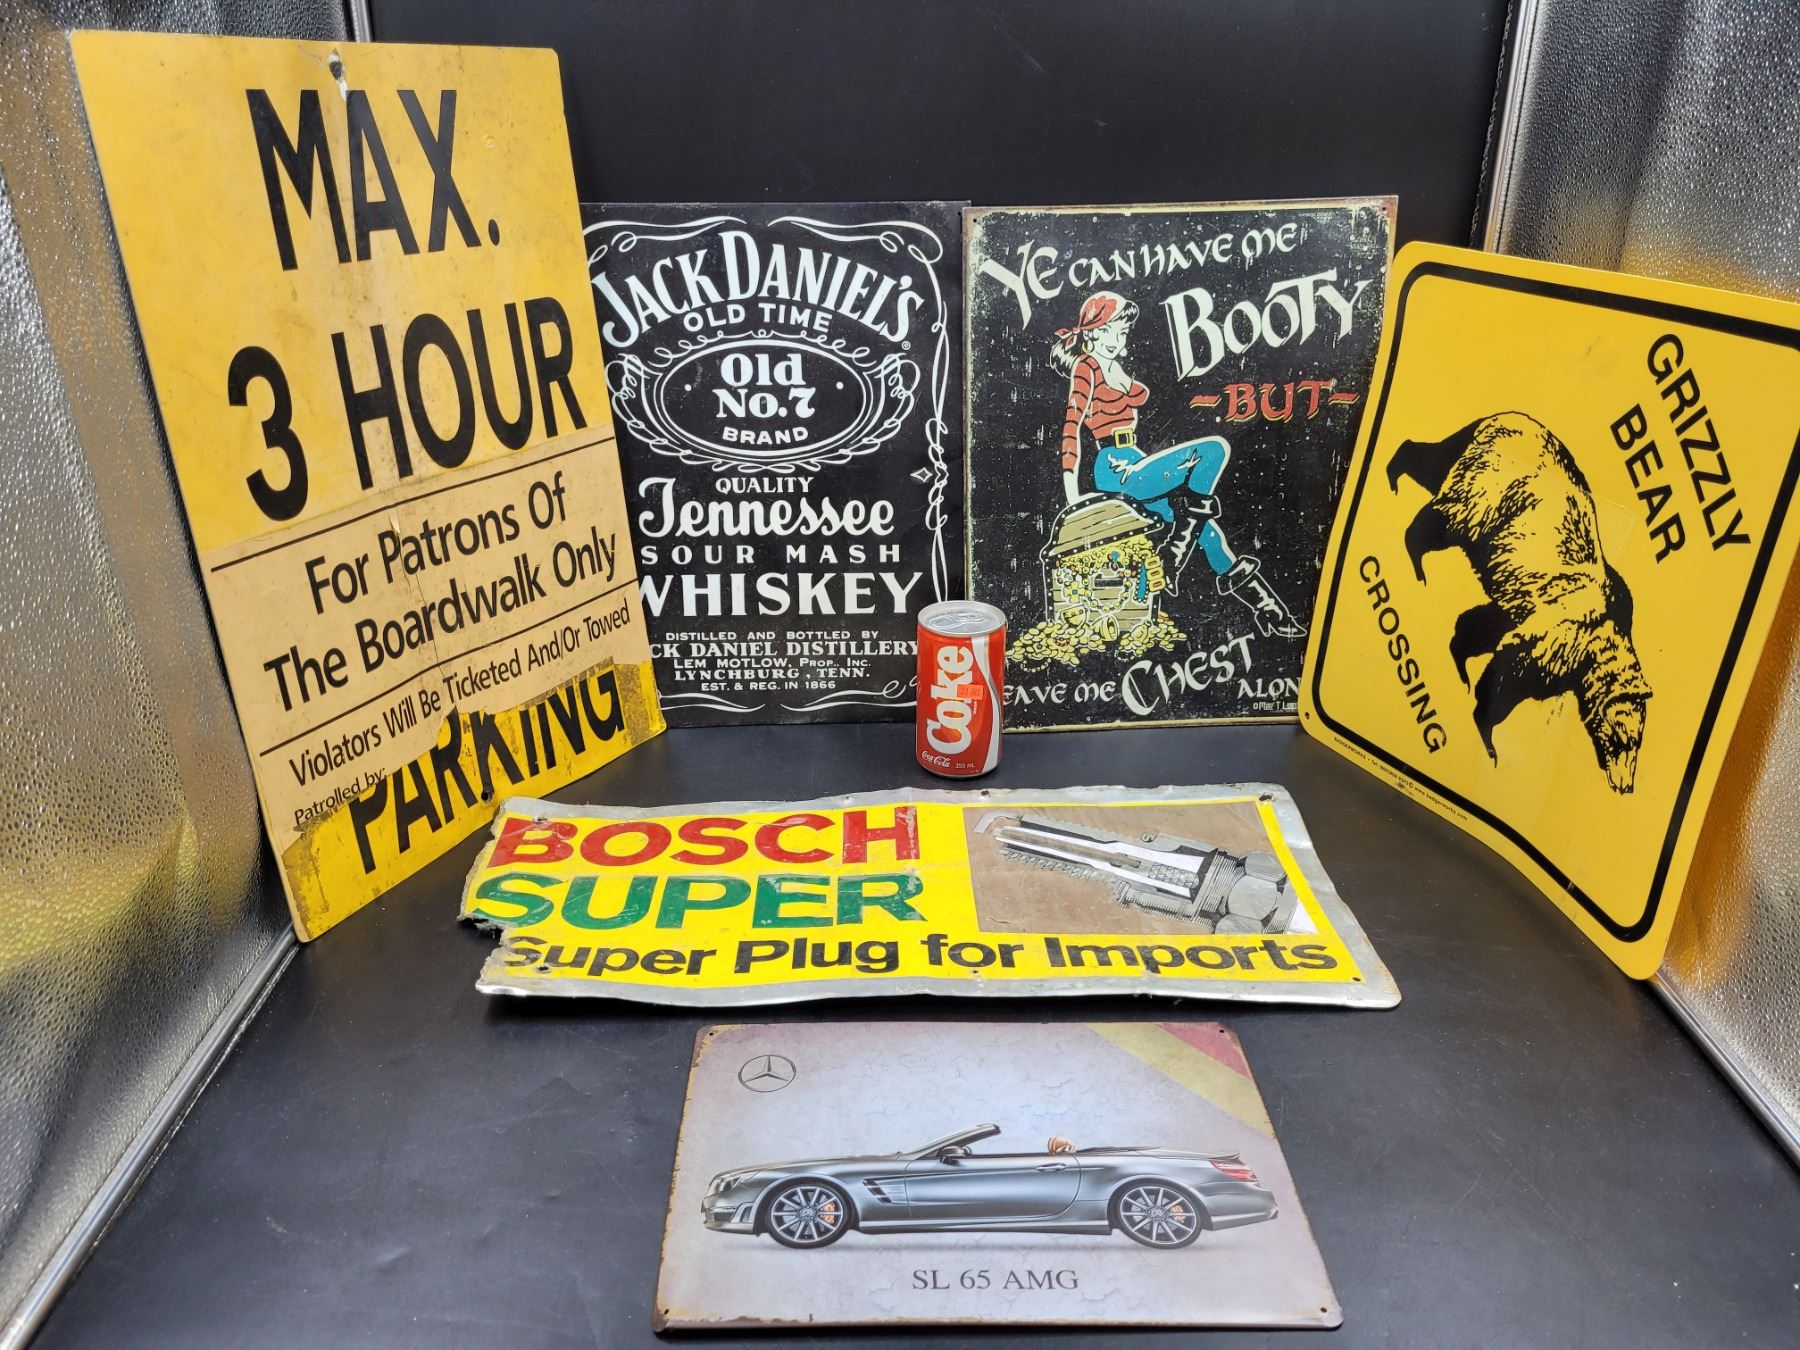 MAX.
3 HOUR
For Patrons Of
The Boardwalk Only
Violators Will Be Ticketed And/Or Towed
Patrolled by:
PARKING
JACK DANIEL'S
OLD TIME
Old
No.7
BRAND
QUALITY
Tennessee
SOUR MASH
WHISKEY
DISTILLED AND BOTTLED BY
CK DANIEL DISTILLERY
LEM MOTLOW, PROP., INC.
LYNCHBURG, TENN.
EST. & REG. IN 1866
YE CAN HAVE ME
BOOTY
~BUT~
EAVE ME CHEST ALON
Coke
Coca-Cola
355 mL
GRIZZLY
BEAR
CROSSING
BOSCH
SUPER
Super Plug for Imports
SL 65 AMG